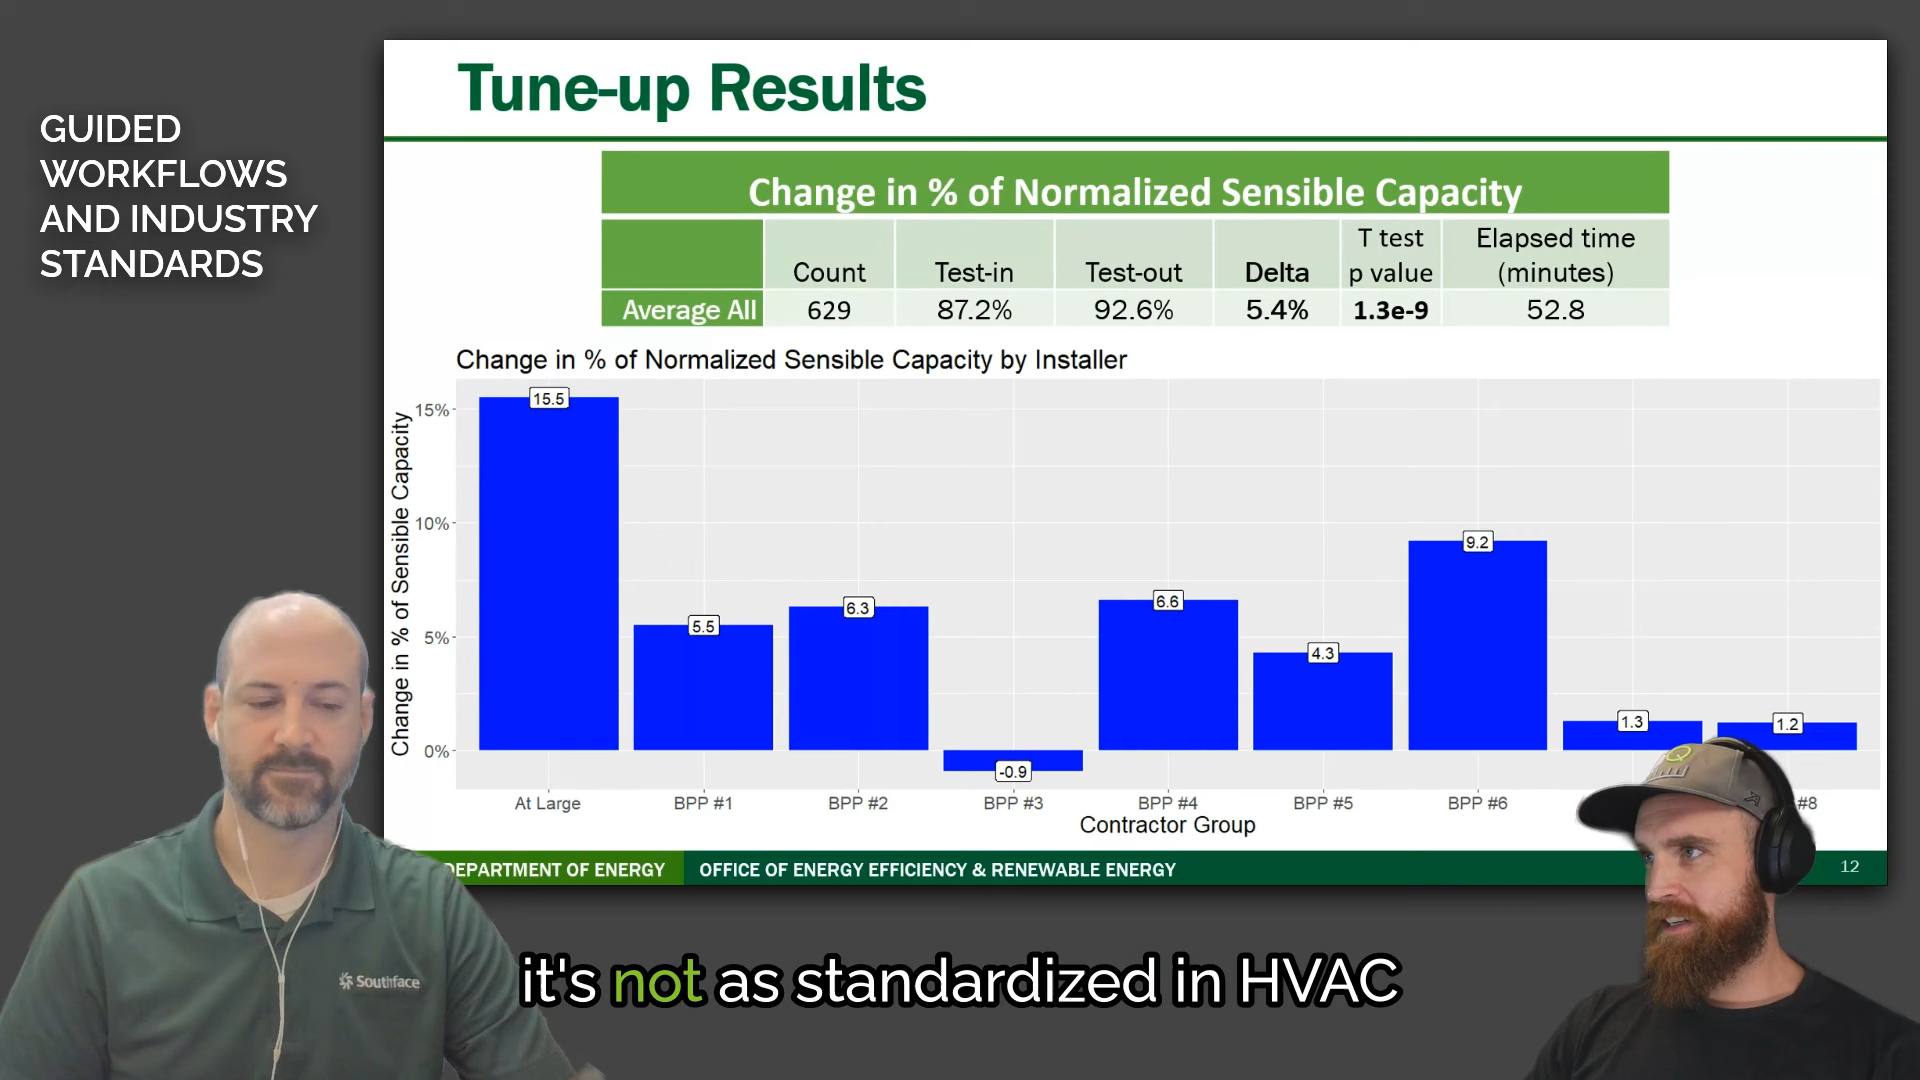 GUIDED
WORKFLOWS
AND INDUSTRY
STANDARDS
Tune-up Results
Change in % of Normalized Sensible Capacity
Count
Test-in
Test-out
Delta
T test
p value
Elapsed time
(minutes)
Average All
629
87.2%
92.6%
5.4%
1.3e-9
52.8
Change in % of Normalized Sensible Capacity by Installer
Change in % of Sensible Capacity
15%
10%
5%
0%
15.5
5.5
6.3
-0.9
6.6
4.3
9.2
1.3
1.2
At Large
BPP #1
BPP #2
BPP #3
BPP #4
BPP #5
BPP #6
#8
Contractor Group
DEPARTMENT OF ENERGY
OFFICE OF ENERGY EFFICIENCY & RENEWABLE ENERGY
12
Southface
it's not as standardized in HVAC